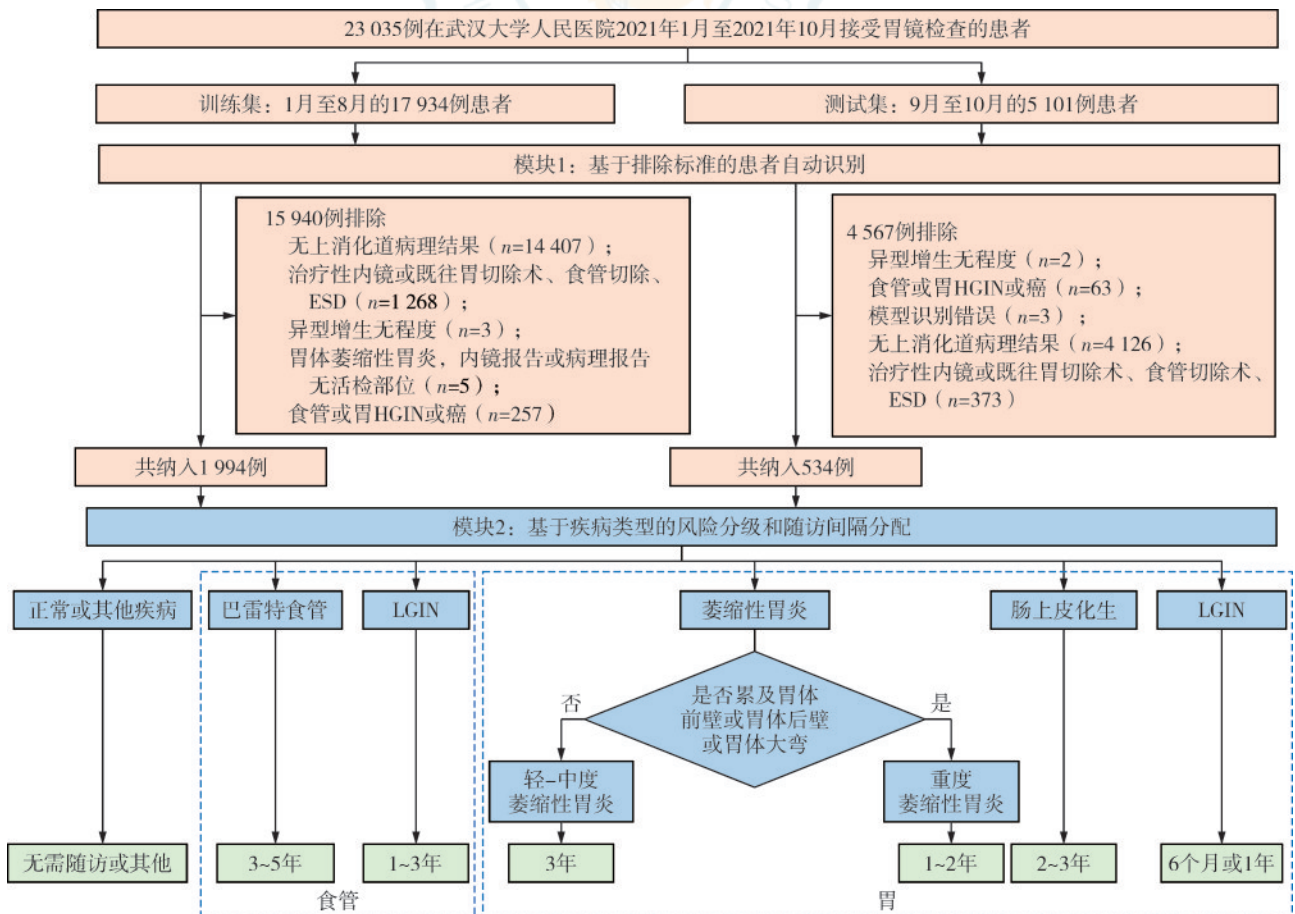 23 035例在武汉大学人民医院2021年1月至2021年10月接受胃镜检查的患者
训练集：1月至8月的17 934例患者
测试集：9月至10月的5 101例患者
模块1：基于排除标准的患者自动识别
15 940例排除
无上消化道病理结果（n=14 407）；
治疗性内镜或既往胃切除术、食管切除、
ESD（n=1 268）；
异型增生无程度（n=3）；
胃体萎缩性胃炎，内镜报告或病理报告
无活检部位（n=5）；
食管或胃HGIN或癌（n=257）
4 567例排除
异型增生无程度（n=2）；
食管或胃HGIN或癌（n=63）；
模型识别错误（n=3）；
无上消化道病理结果（n=4 126）；
治疗性内镜或既往胃切除术、食管切除术、
ESD（n=373）
共纳入1 994例
共纳入534例
模块2：基于疾病类型的风险分级和随访间隔分配
正常或其他疾病
巴雷特食管
LGIN
萎缩性胃炎
肠上皮化生
LGIN
是否累及胃体
前壁或胃体后壁
或胃体大弯
否
是
轻-中度
萎缩性胃炎
重度
萎缩性胃炎
无需随访或其他
3~5年
1~3年
3年
1~2年
2~3年
6个月或1年
食管
胃